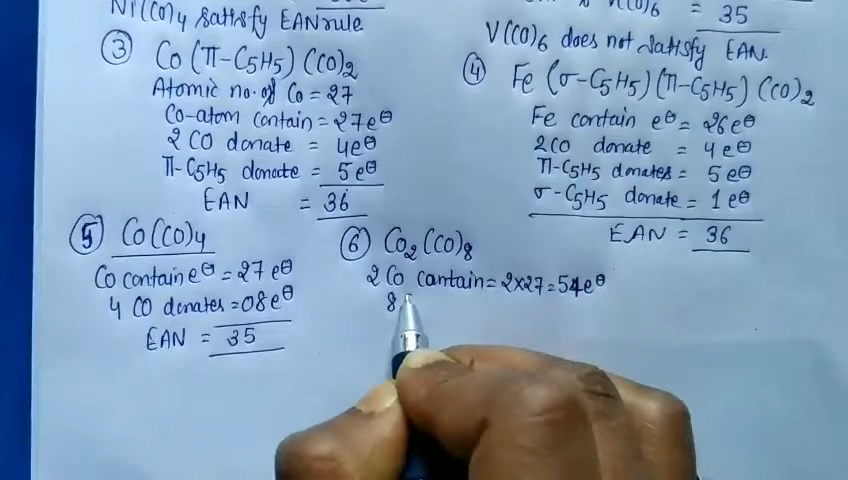 Ni(CO)4 satisfy EAN rule
V(CO)6 = 35
V(CO)6 does not satisfy EAN.
③ Co(π-C5H5)(CO)2
Atomic no. of Co = 27
Co-atom contain = 27e⊖
2 CO donate = 4e⊖
π-C5H5 donate = 5e⊖
EAN = 36
④ Fe(σ-C5H5)(π-C5H5)(CO)2
Fe contain e⊖ = 26e⊖
2CO donate = 4e⊖
π-C5H5 donates = 5e⊖
σ-C5H5 donate = 1e⊖
EAN = 36
⑤ Co(CO)4
Co contain e⊖ = 27e⊖
4 CO donates = 08e⊖
EAN = 35
⑥ Co2(CO)8
2 Co cantain = 2×27 = 54e⊖
8